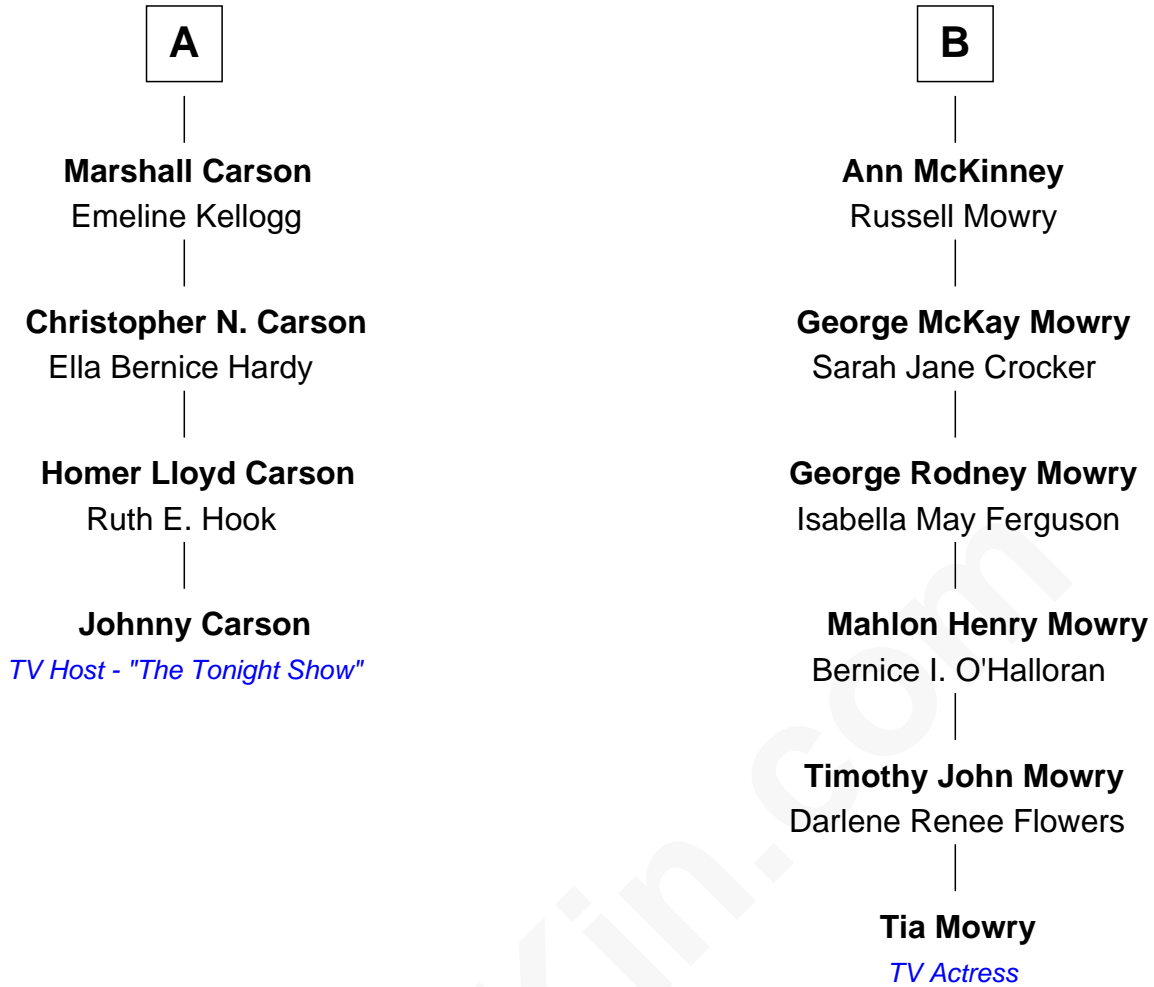 A
Marshall Carson
Emeline Kellogg
Christopher N. Carson
Ella Bernice Hardy
Homer Lloyd Carson
Ruth E. Hook
Johnny Carson
TV Host - "The Tonight Show"
B
Ann McKinney
Russell Mowry
George McKay Mowry
Sarah Jane Crocker
George Rodney Mowry
Isabella May Ferguson
Mahlon Henry Mowry
Bernice I. O'Halloran
Timothy John Mowry
Darlene Renee Flowers
Tia Mowry
TV Actress